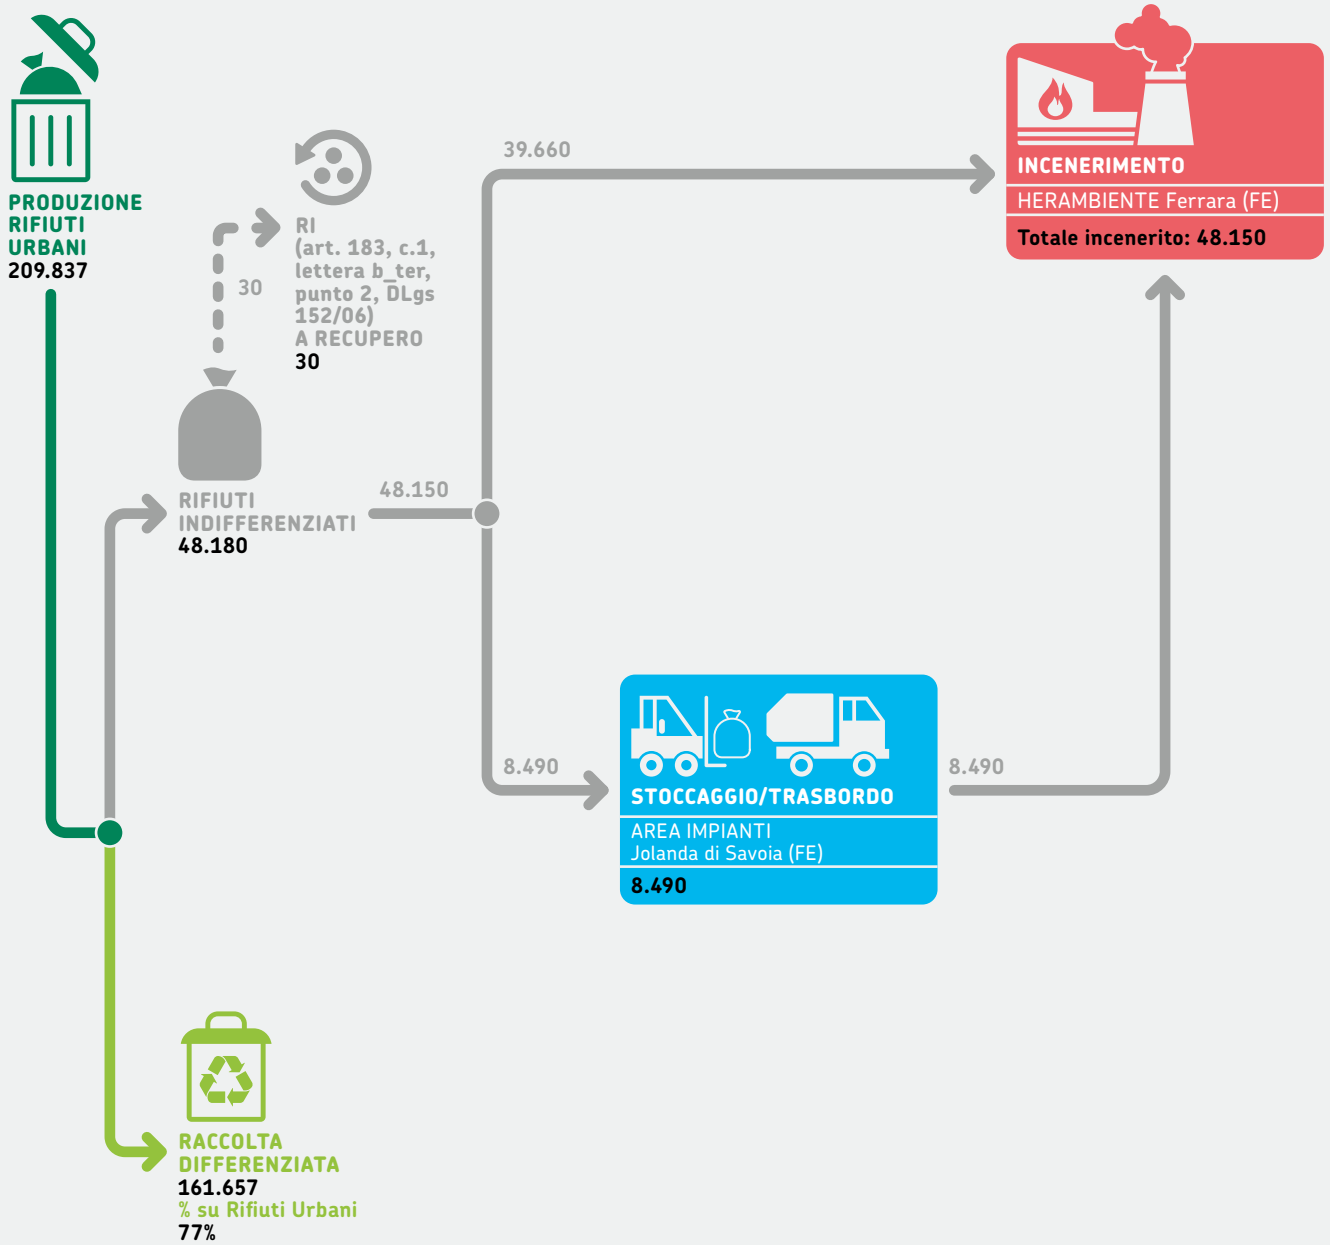 PRODUZIONE
RIFIUTI
URBANI
209.837
30
RI
(art. 183, c.1,
lettera b_ter,
punto 2, DLgs
152/06)
A RECUPERO
30
RIFIUTI
INDIFFERENZIATI
48.180
48.150
39.660
INCENERIMENTO
HERAMBIENTE Ferrara (FE)
Totale incenerito: 48.150
8.490
STOCCAGGIO/TRASBORDO
AREA IMPIANTI
Jolanda di Savoia (FE)
8.490
8.490
RACCOLTA
DIFFERENZIATA
161.657
% su Rifiuti Urbani
77%